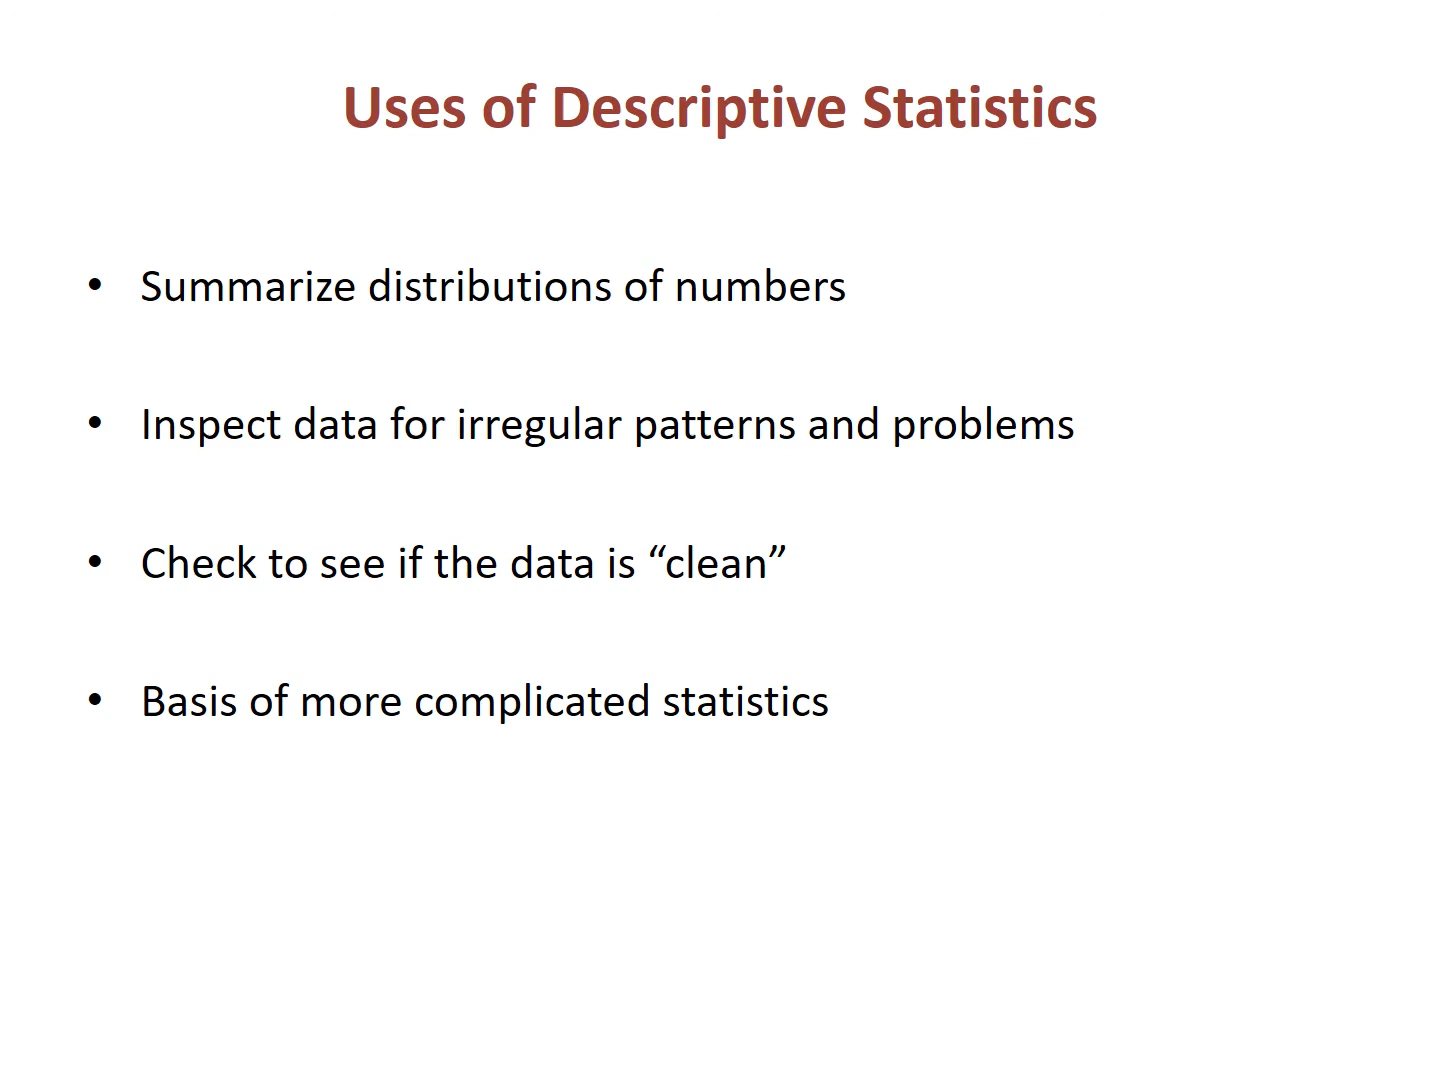 Uses of Descriptive Statistics
• Summarize distributions of numbers
• Inspect data for irregular patterns and problems
• Check to see if the data is “clean”
• Basis of more complicated statistics